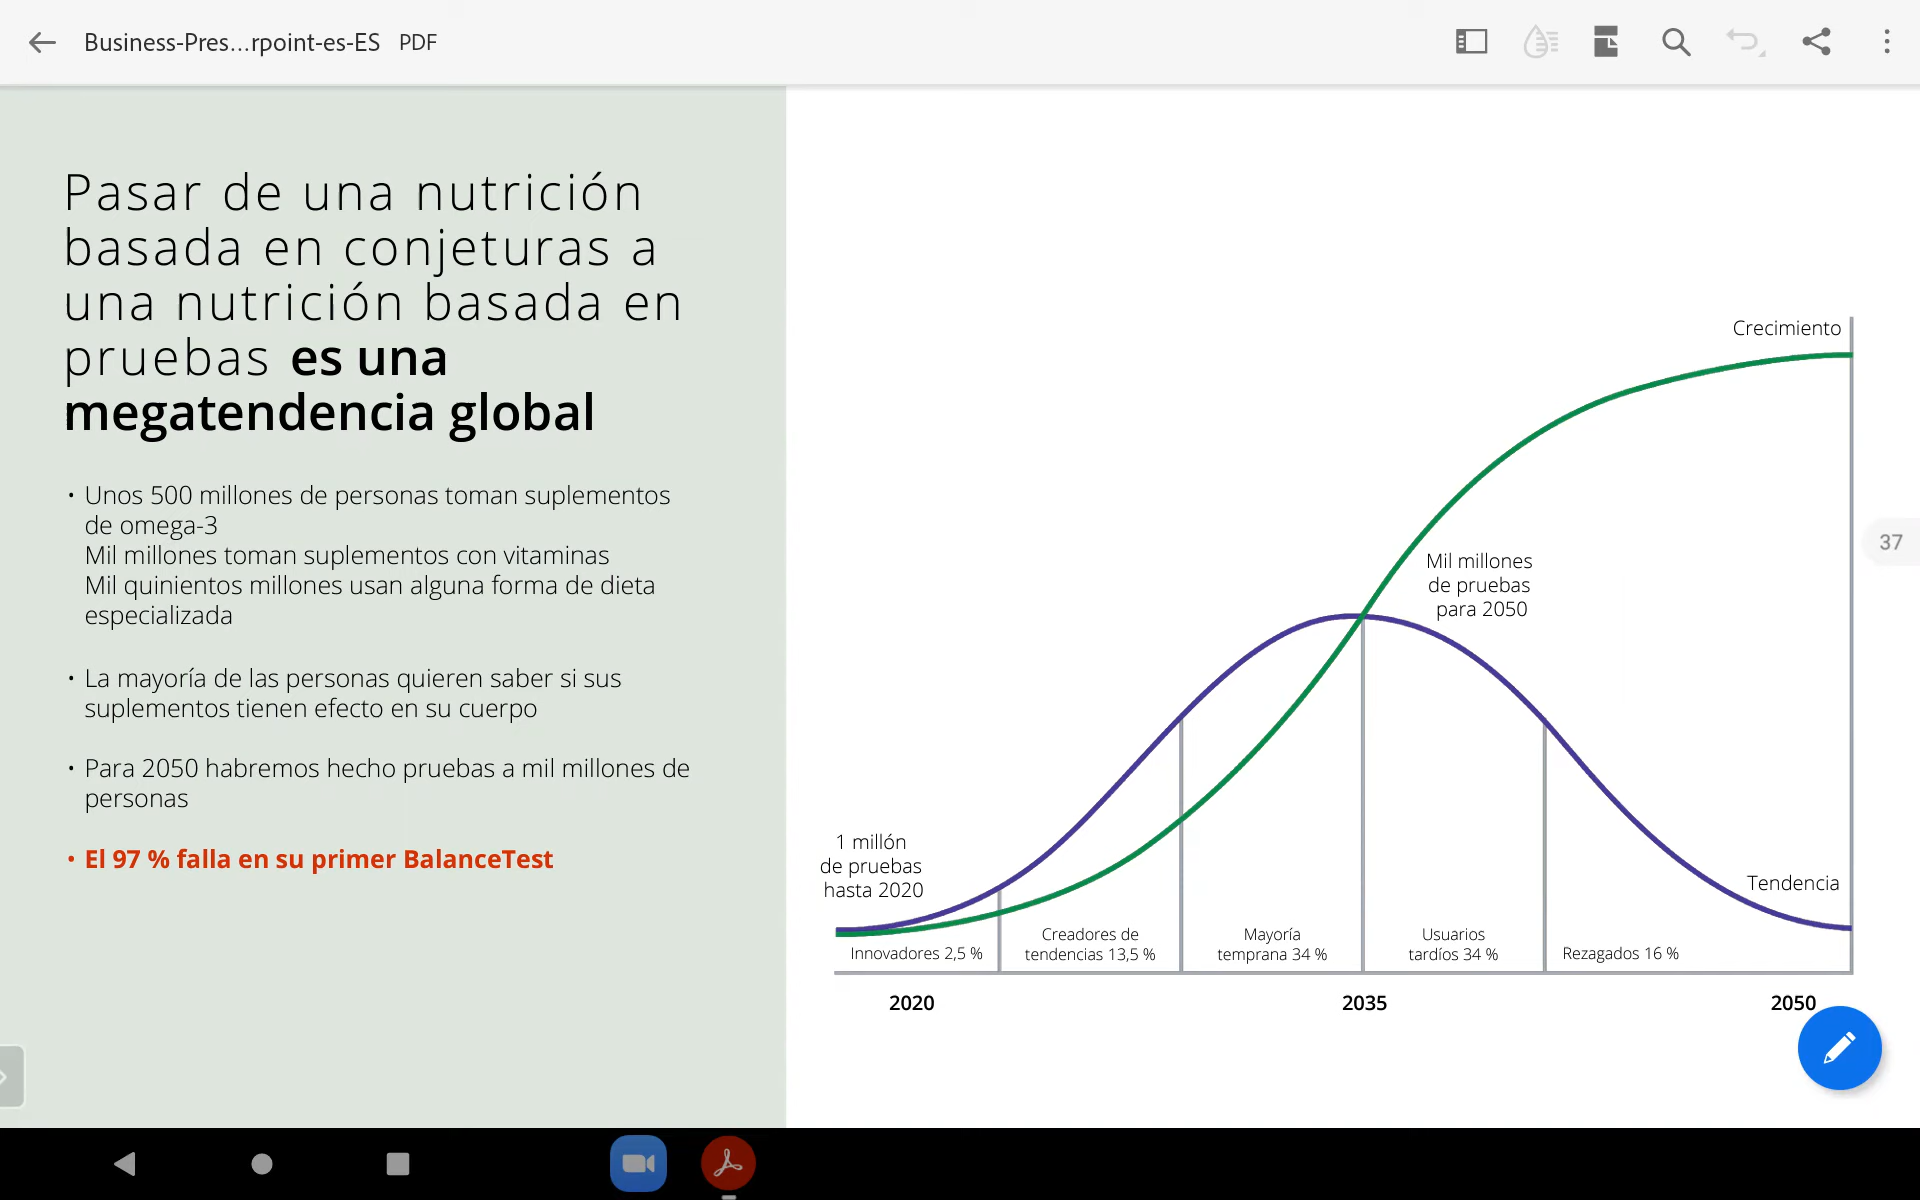 Business-Pres...rpoint-es-ES PDF
Pasar de una nutrición
basada en conjeturas a
una nutrición basada en
pruebas es una
megatendencia global
• Unos 500 millones de personas toman suplementos
de omega-3
Mil millones toman suplementos con vitaminas
Mil quinientos millones usan alguna forma de dieta
especializada
• La mayoría de las personas quieren saber si sus
suplementos tienen efecto en su cuerpo
• Para 2050 habremos hecho pruebas a mil millones de
personas
• El 97 % falla en su primer BalanceTest
Crecimiento
37
Mil millones
de pruebas
para 2050
1 millón
de pruebas
hasta 2020
Tendencia
Innovadores 2,5 %
Creadores de
tendencias 13,5 %
Mayoría
temprana 34 %
Usuarios
tardíos 34 %
Rezagados 16 %
2020
2035
2050